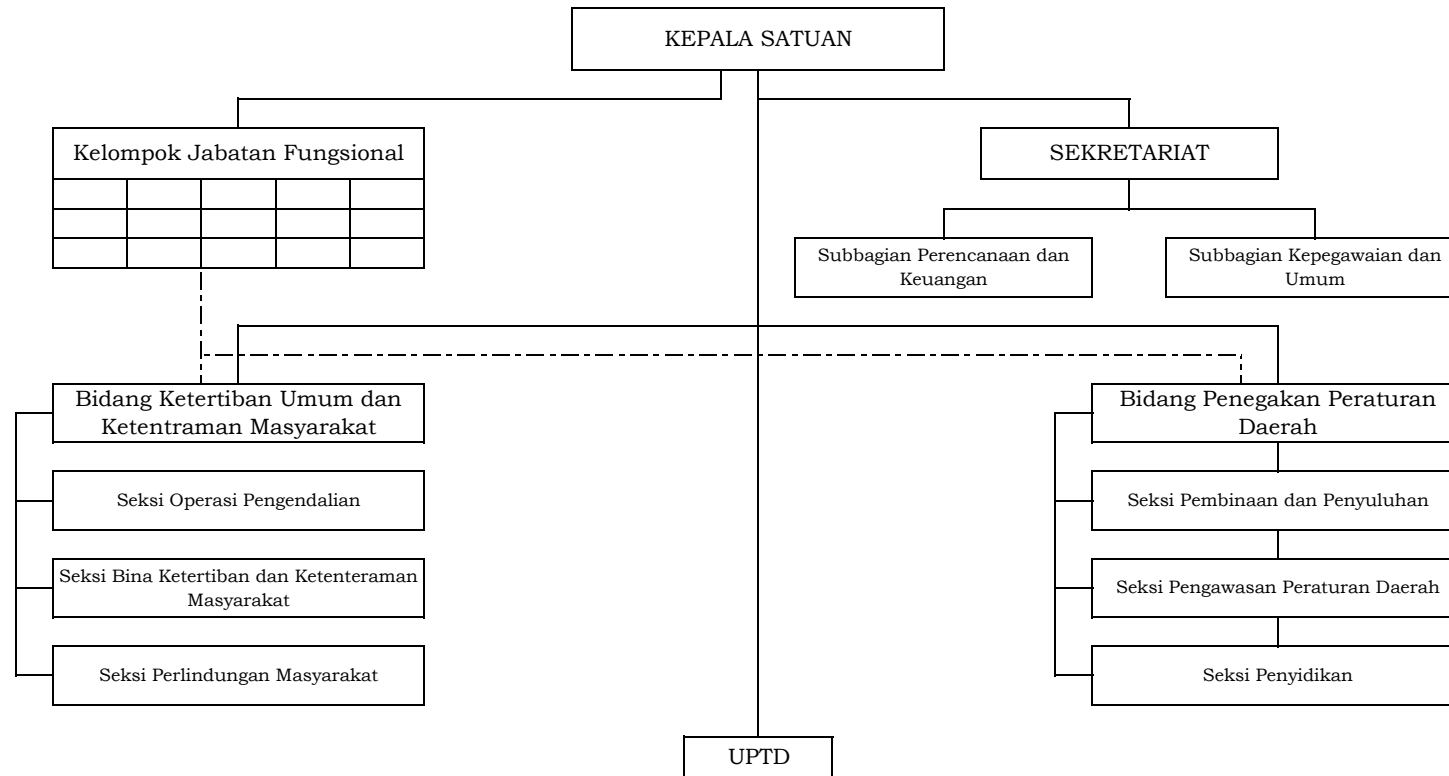 KEPALA SATUAN
Kelompok Jabatan Fungsional
SEKRETARIAT
Subbagian Perencanaan dan
Keuangan
Subbagian Kepegawaian dan
Umum
Bidang Ketertiban Umum dan
Ketentraman Masyarakat
Seksi Operasi Pengendalian
Seksi Bina Ketertiban dan Ketenteraman
Masyarakat
Seksi Perlindungan Masyarakat
Bidang Penegakan Peraturan
Daerah
Seksi Pembinaan dan Penyuluhan
Seksi Pengawasan Peraturan Daerah
Seksi Penyidikan
UPTD